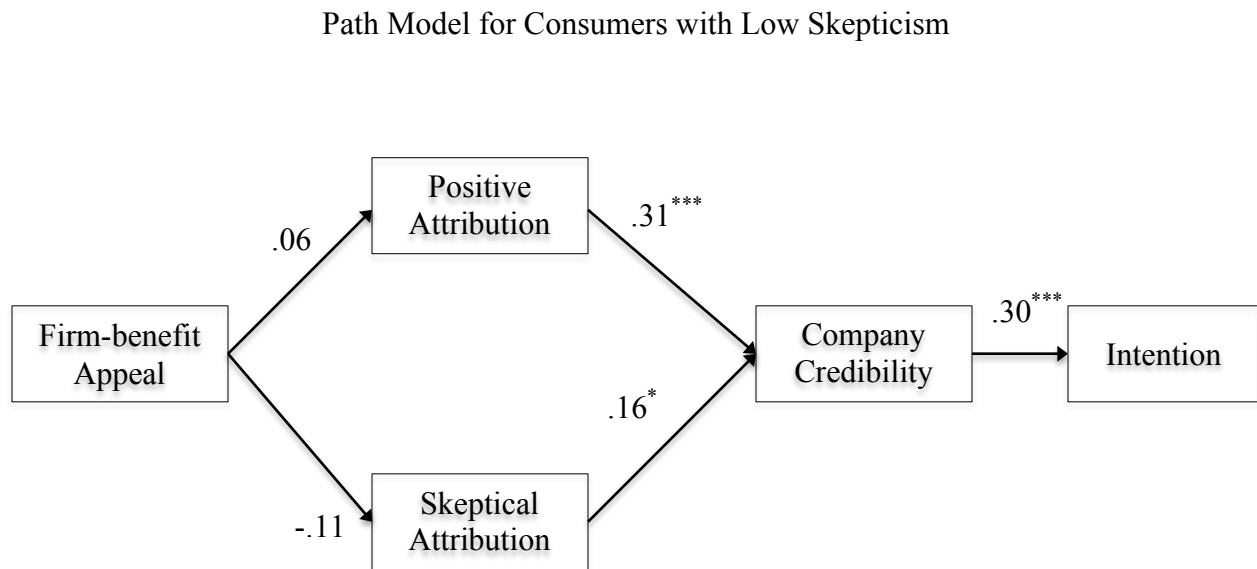 Path Model for Consumers with Low Skepticism
Positive
Attribution
.31***
.06
.30***
Firm-benefit
Appeal
Company
Credibility
Intention
.16*
-.11
Skeptical
Attribution